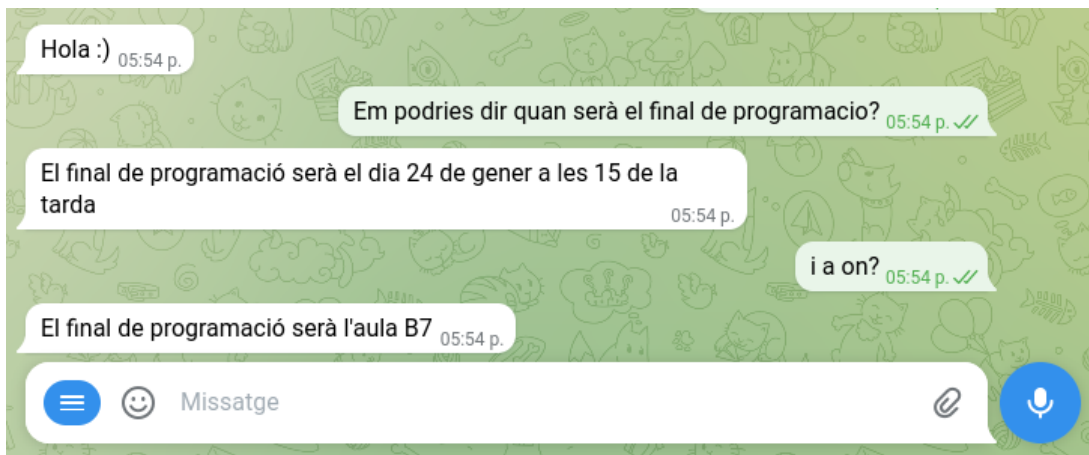 Hola :) 05:54 p.
Em podries dir quan serà el final de programacio? 05:54 p.
El final de programació serà el dia 24 de gener a les 15 de la
tarda 05:54 p.
i a on? 05:54 p.
El final de programació serà l'aula B7 05:54 p.
Missatge